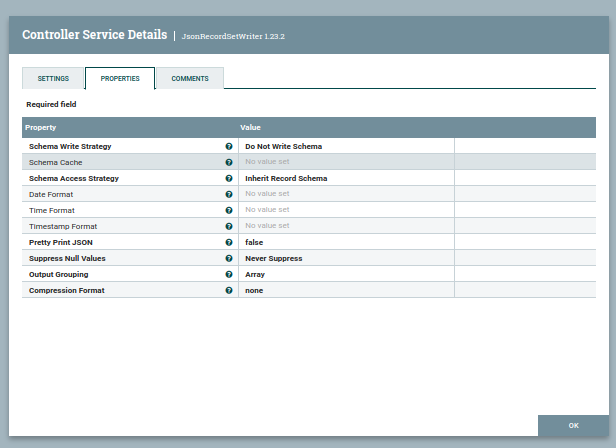 Controller Service Details | JsonRecordSetWriter 1.23.2
SETTINGS PROPERTIES COMMENTS
Required field
Property Value
Schema Write Strategy ? Do Not Write Schema
Schema Cache ? No value set
Schema Access Strategy ? Inherit Record Schema
Date Format ? No value set
Time Format ? No value set
Timestamp Format ? No value set
Pretty Print JSON ? false
Suppress Null Values ? Never Suppress
Output Grouping ? Array
Compression Format ? none
OK